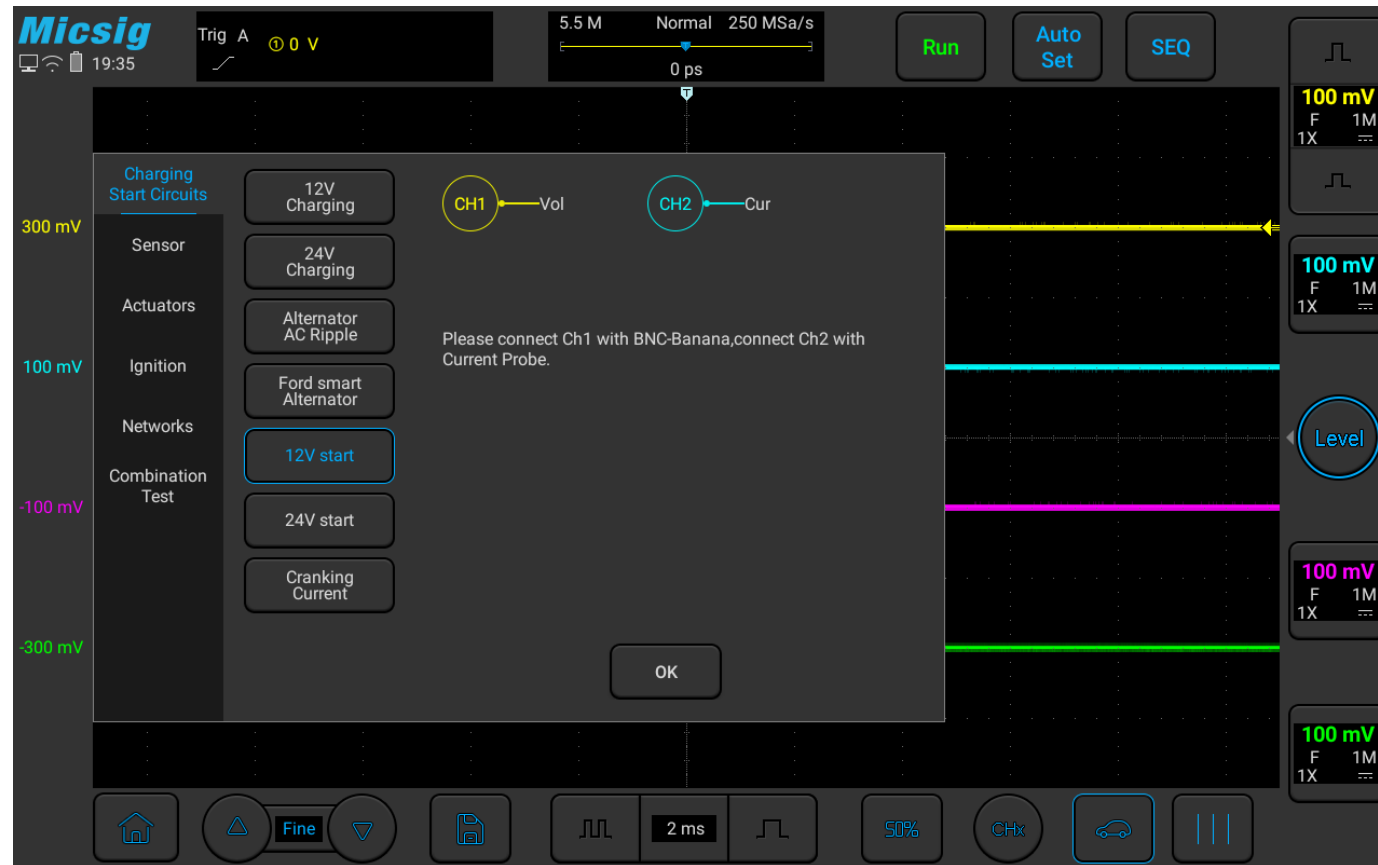 Micsig
19:35
Trig A ① 0 V
5.5 M Normal 250 MSa/s
0 ps
Run
Auto
Set
SEQ
T
100 mV
F 1M
1X
300 mV
100 mV
-100 mV
-300 mV
Charging
Start Circuits
Sensor
Actuators
Ignition
Networks
Combination
Test
12V
Charging
24V
Charging
Alternator
AC Ripple
Ford smart
Alternator
12V start
24V start
Cranking
Current
CH1 Vol
CH2 Cur
Please connect Ch1 with BNC-Banana,connect Ch2 with
Current Probe.
OK
100 mV
F 1M
1X
Level
100 mV
F 1M
1X
100 mV
F 1M
1X
Fine
2 ms
50%
CHx